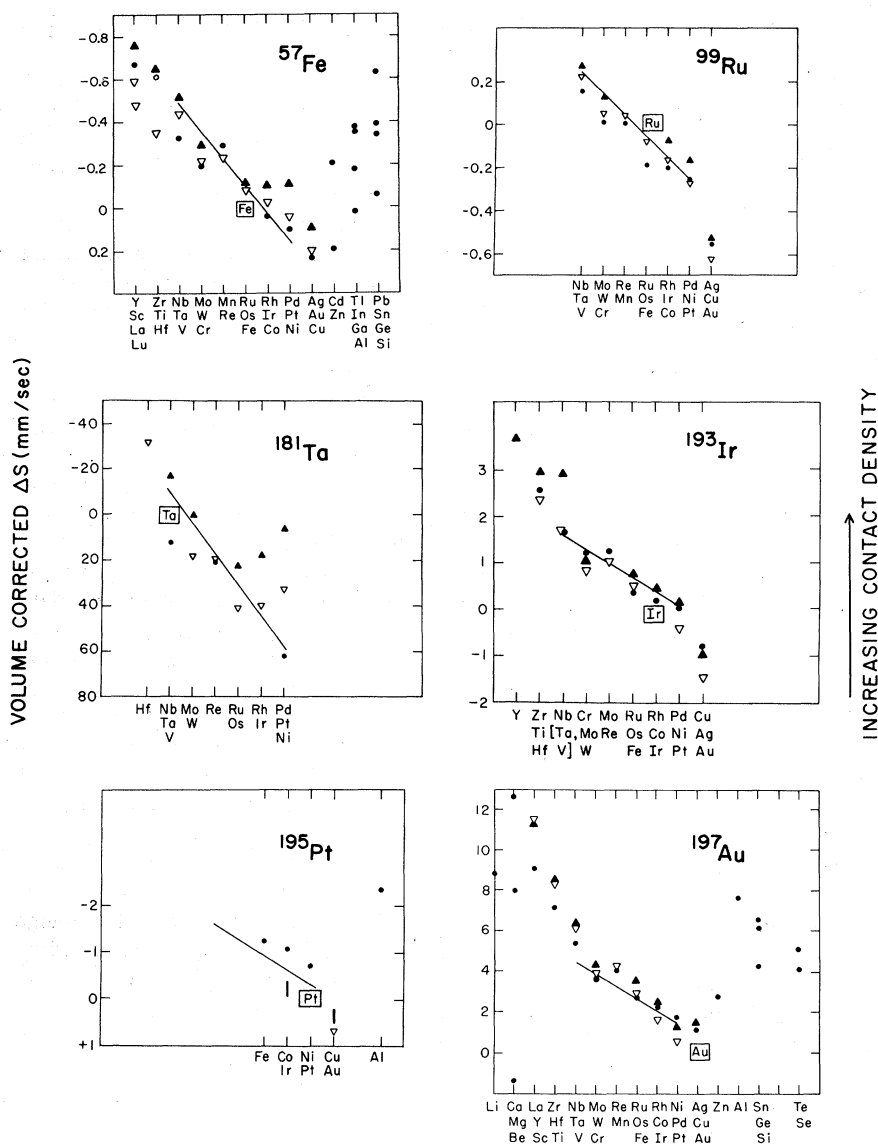 VOLUME CORRECTED ΔS (mm/sec)
57Fe
-0.8
-0.6
-0.4
-0.2
0
0.2
Fe
Y Zr Nb Mo Mn Ru Rh Pd Ag Cd Tl Pb
Sc Ti Ta W Re Os Ir Pt Au Zn In Sn
La Hf V Cr Fe Co Ni Cu Ga Ge
Lu Al Si
99Ru
0.2
0
-0.2
-0.4
-0.6
Ru
Nb Mo Re Ru Rh Pd Ag
Ta W Mn Os Ir Ni Cu
V Cr Fe Co Pt Au
181Ta
-40
-20
0
20
40
60
80
Ta
Hf Nb Mo Re Ru Rh Pd
Ta W Os Ir Pt
V Ni
193Ir
3
2
1
0
-1
-2
Ir
Y Zr Nb Cr Mo Ru Rh Pd Cu
Ti [Ta, Mo Re Os Co Ni Ag
Hf V] W Fe Ir Pt Au
195Pt
-2
-1
0
+1
Pt
Fe Co Ni Cu Al
Ir Pt Au
197Au
12
10
8
6
4
2
0
Au
Li Ca La Zr Nb Mo Re Ru Rh Ni Ag Zn Al Sn Te
Mg Y Hf Ta W Mn Os Co Pd Cu Ge Se
Be Sc Ti V Cr Fe Ir Pt Au Si
INCREASING CONTACT DENSITY